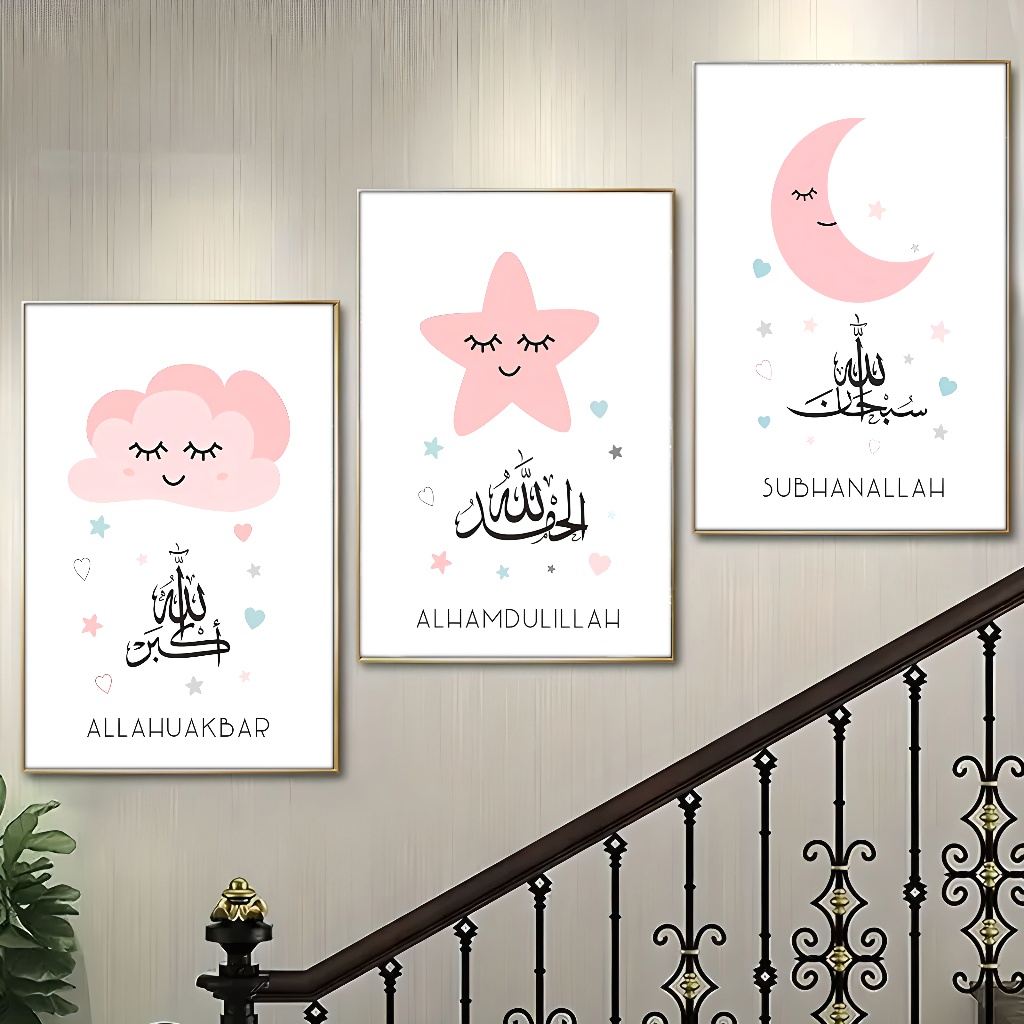 الله أكبر
ALLAHUAKBAR
الحمد لله
ALHAMDULILLAH
سبحان الله
SUBHANALLAH